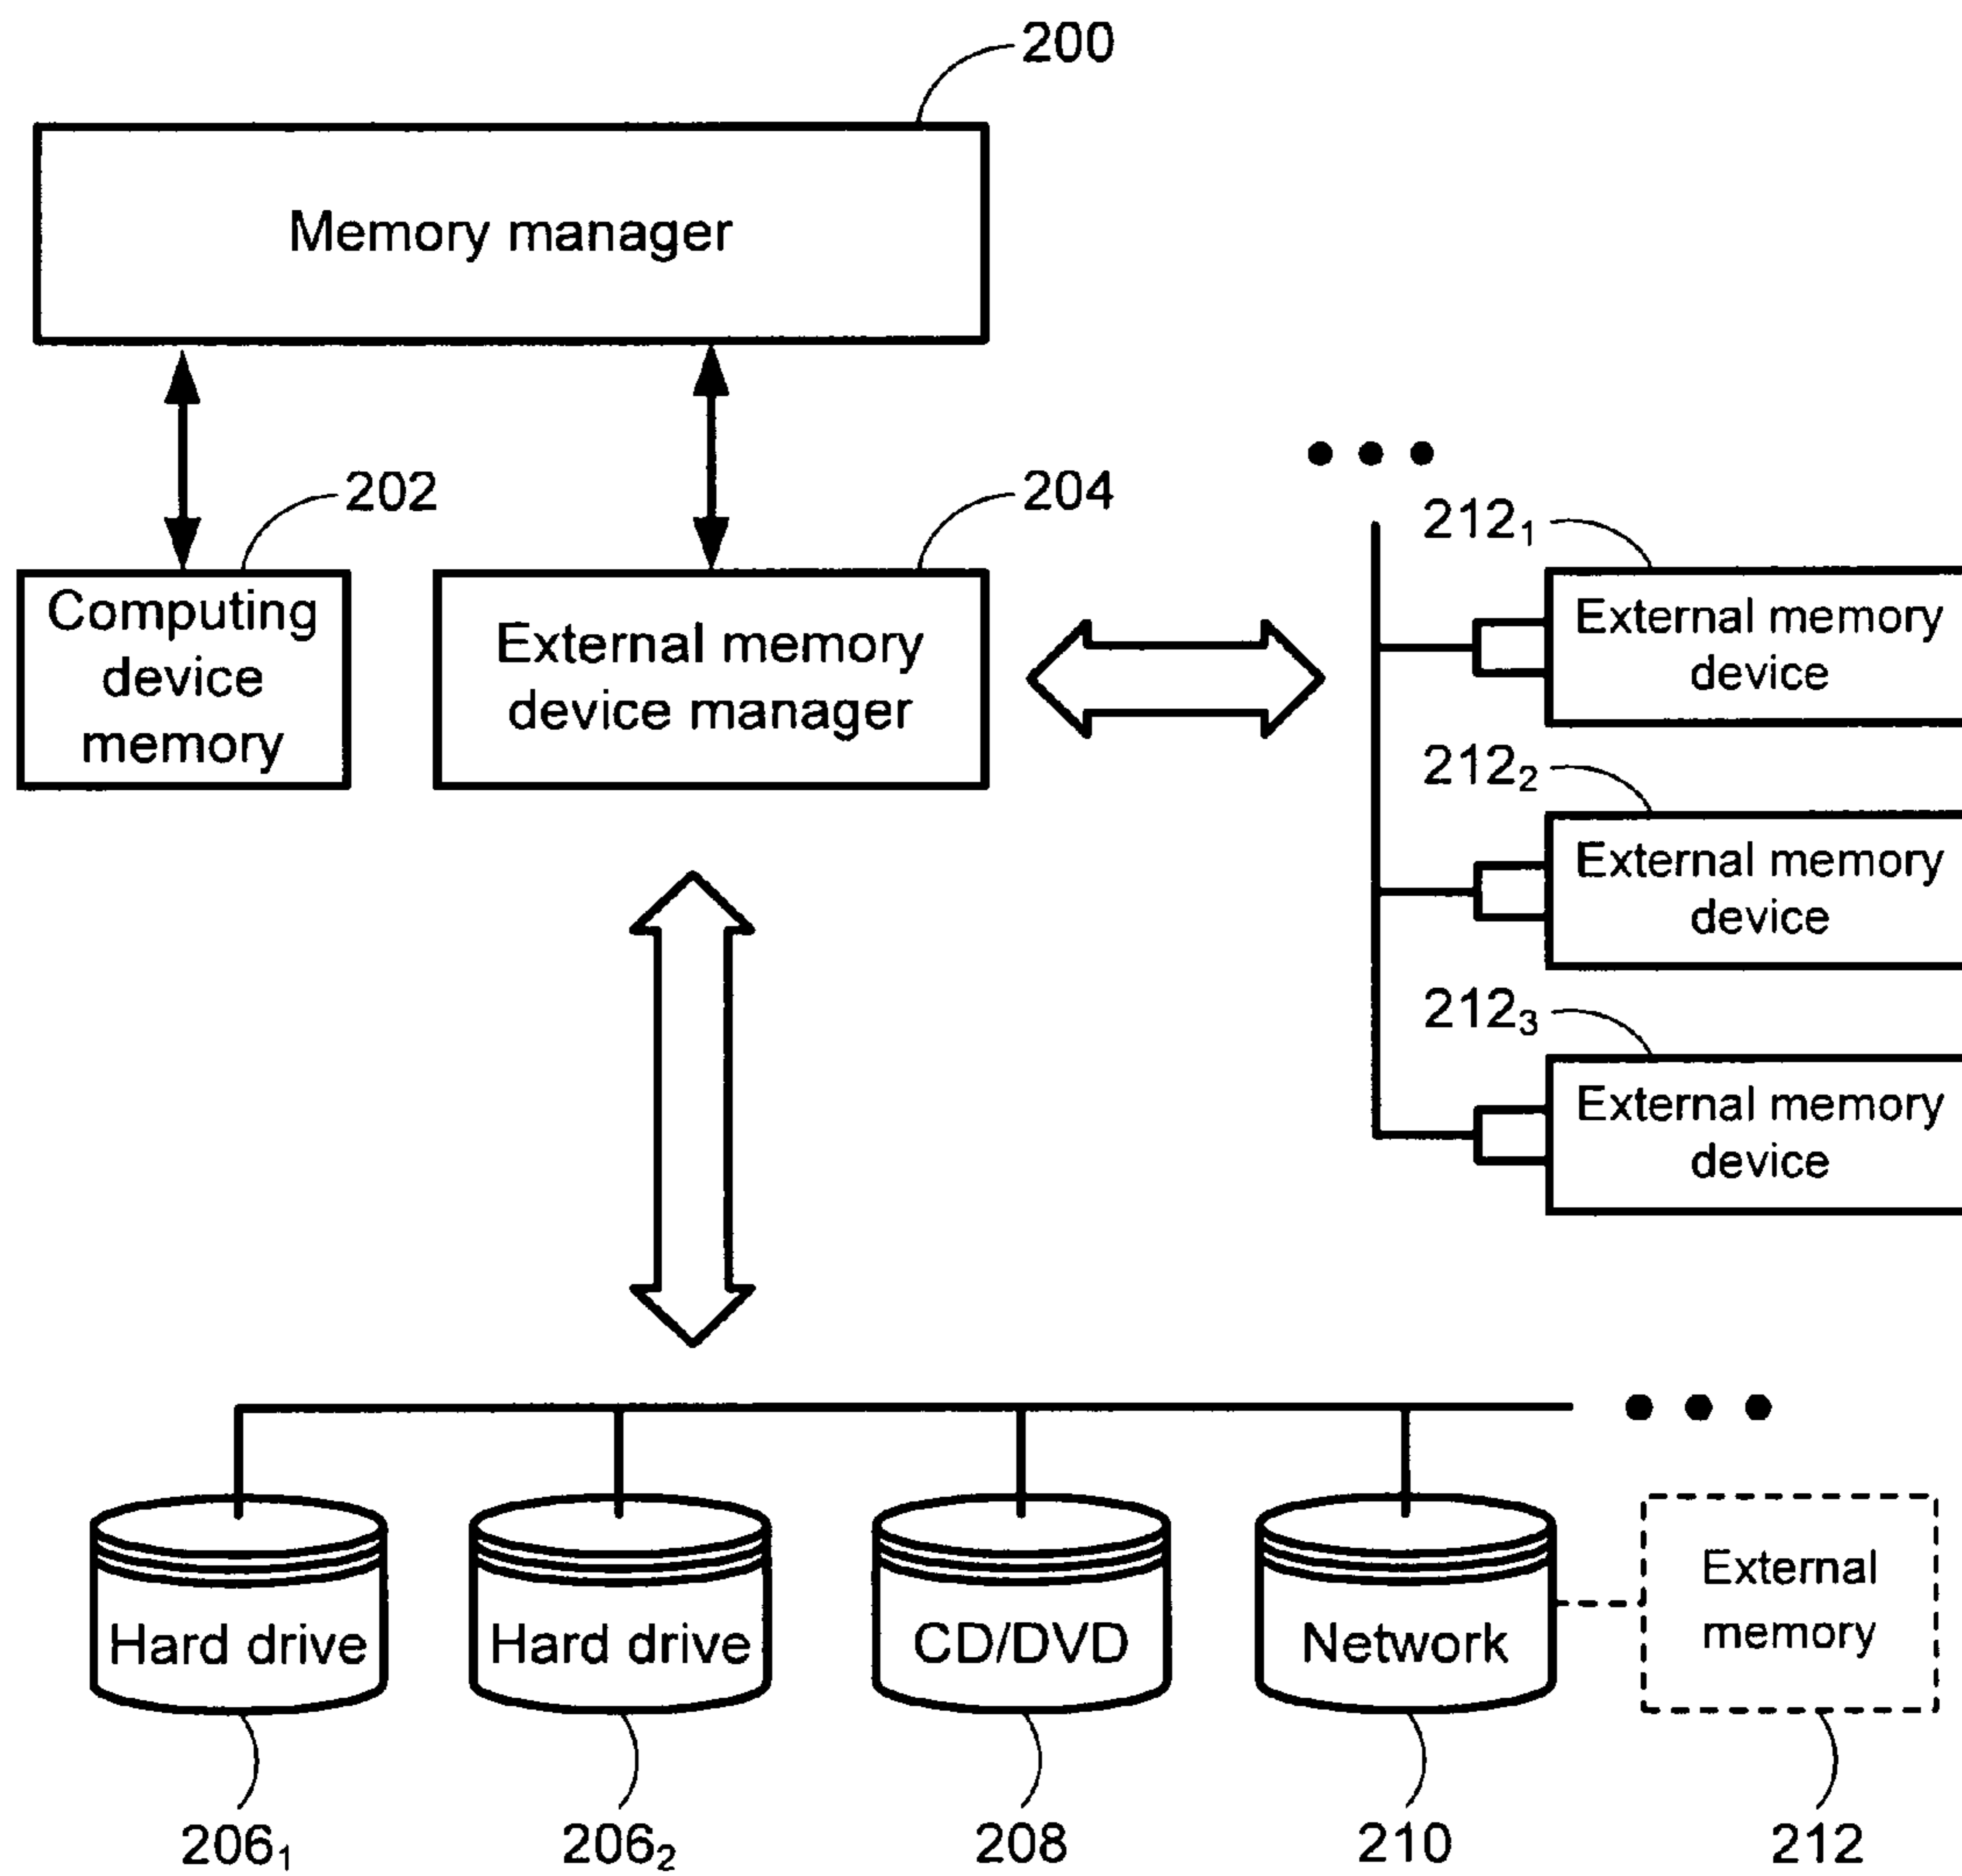 200
Memory manager
202
204
Computing
device
memory
External memory
device manager
212₁
External memory
device
212₂
External memory
device
212₃
External memory
device
Hard drive
Hard drive
CD/DVD
Network
External
memory
206₁
206₂
208
210
212